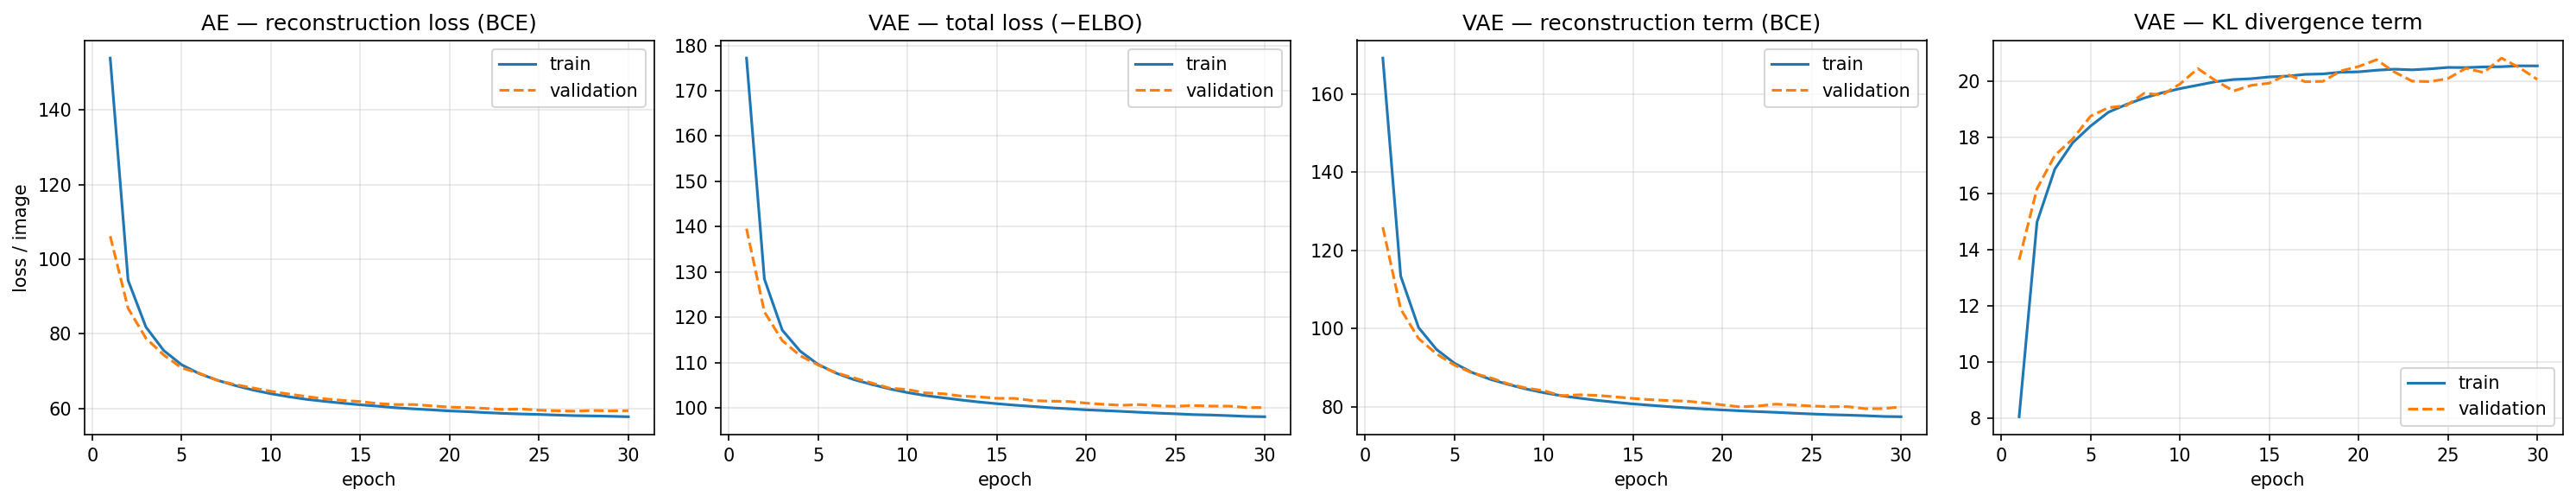 AE — reconstruction loss (BCE)
train
validation
140
120
100
80
60
loss / image
0 5 10 15 20 25 30
epoch
VAE — total loss (−ELBO)
train
validation
180
170
160
150
140
130
120
110
100
0 5 10 15 20 25 30
epoch
VAE — reconstruction term (BCE)
train
validation
160
140
120
100
80
0 5 10 15 20 25 30
epoch
VAE — KL divergence term
20
18
16
14
12
10
8
train
validation
0 5 10 15 20 25 30
epoch